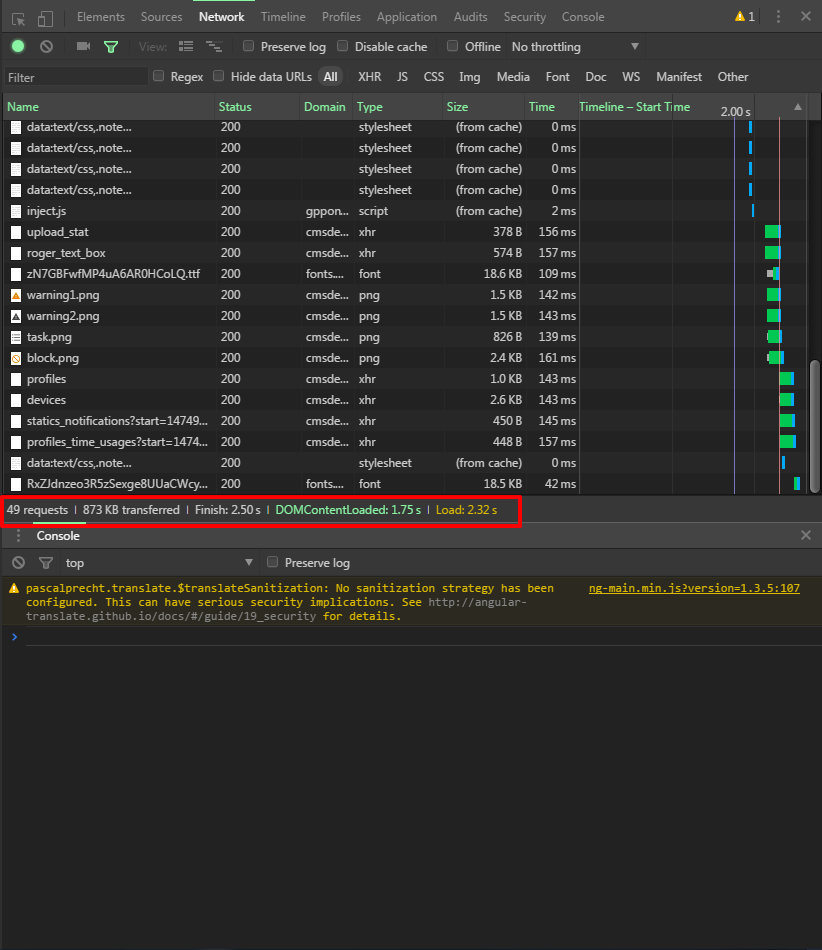 Elements Sources Network Timeline Profiles Application Audits Security Console 1
View: Preserve log Disable cache Offline No throttling
Filter Regex Hide data URLs All XHR JS CSS Img Media Font Doc WS Manifest Other
Name Status Domain Type Size Time Timeline – Start Time 2.00 s
data:text/css,.note... 200 stylesheet (from cache) 0 ms
data:text/css,.note... 200 stylesheet (from cache) 0 ms
data:text/css,.note... 200 stylesheet (from cache) 0 ms
data:text/css,.note... 200 stylesheet (from cache) 0 ms
inject.js 200 gppon... script (from cache) 2 ms
upload_stat 200 cmsde... xhr 378 B 156 ms
roger_text_box 200 cmsde... xhr 574 B 157 ms
zN7GBFwfMP4uA6AR0HCoLQ.ttf 200 fonts.... font 18.6 KB 109 ms
warning1.png 200 cmsde... png 1.5 KB 142 ms
warning2.png 200 cmsde... png 1.5 KB 143 ms
task.png 200 cmsde... png 826 B 139 ms
block.png 200 cmsde... png 2.4 KB 161 ms
profiles 200 cmsde... xhr 1.0 KB 143 ms
devices 200 cmsde... xhr 2.6 KB 143 ms
statics_notifications?start=14749... 200 cmsde... xhr 450 B 145 ms
profiles_time_usages?start=1474... 200 cmsde... xhr 448 B 157 ms
data:text/css,.note... 200 stylesheet (from cache) 0 ms
RxZJdnzeo3R5zSexge8UUaCWcy... 200 fonts.... font 18.5 KB 42 ms
49 requests | 873 KB transferred | Finish: 2.50 s | DOMContentLoaded: 1.75 s | Load: 2.32 s
Console
top Preserve log
pascalprecht.translate.$translateSanitization: No sanitization strategy has been ng-main.min.js?version=1.3.5:107
configured. This can have serious security implications. See http://angular-
translate.github.io/docs/#/guide/19_security for details.